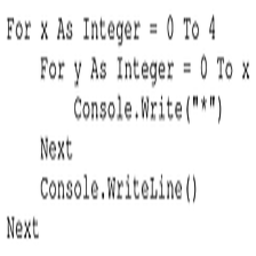 For x As Integer = 0 To 4
    For y As Integer = 0 To x
        Console.Write("*")
    Next
    Console.WriteLine()
Next